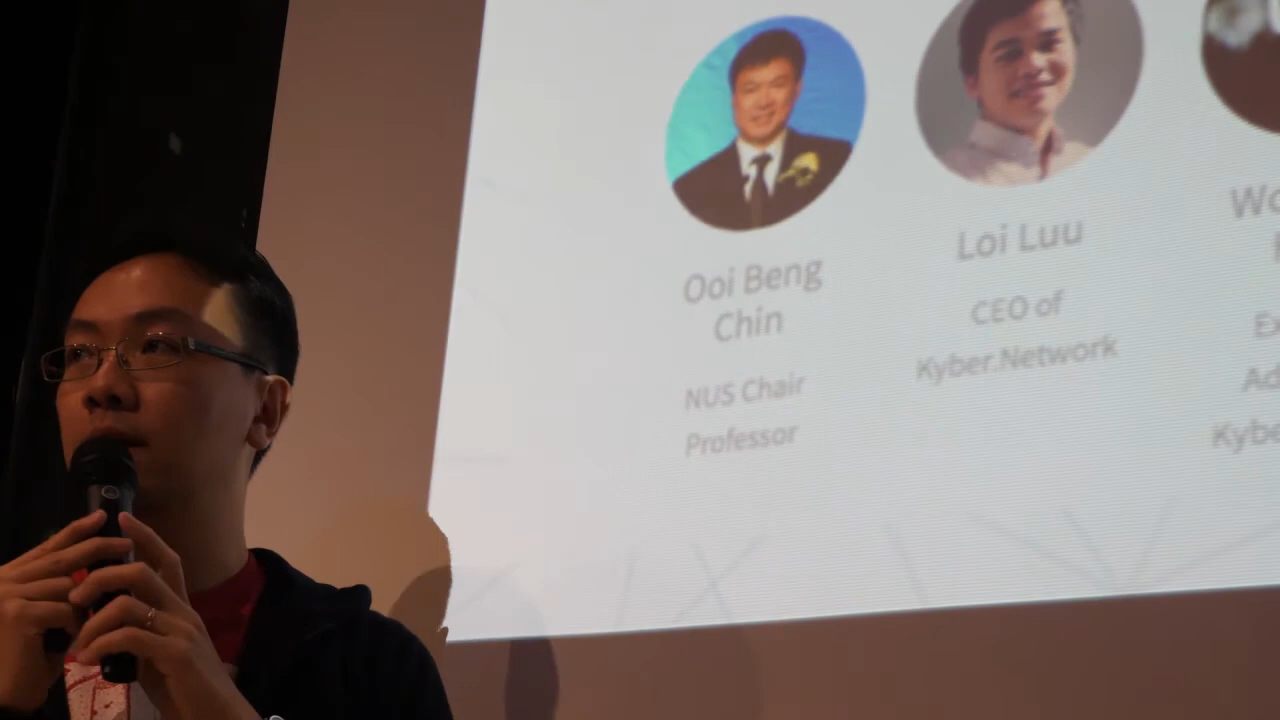 Ooi Beng
Chin
NUS Chair
Professor
Loi Luu
CEO of
Kyber.Network